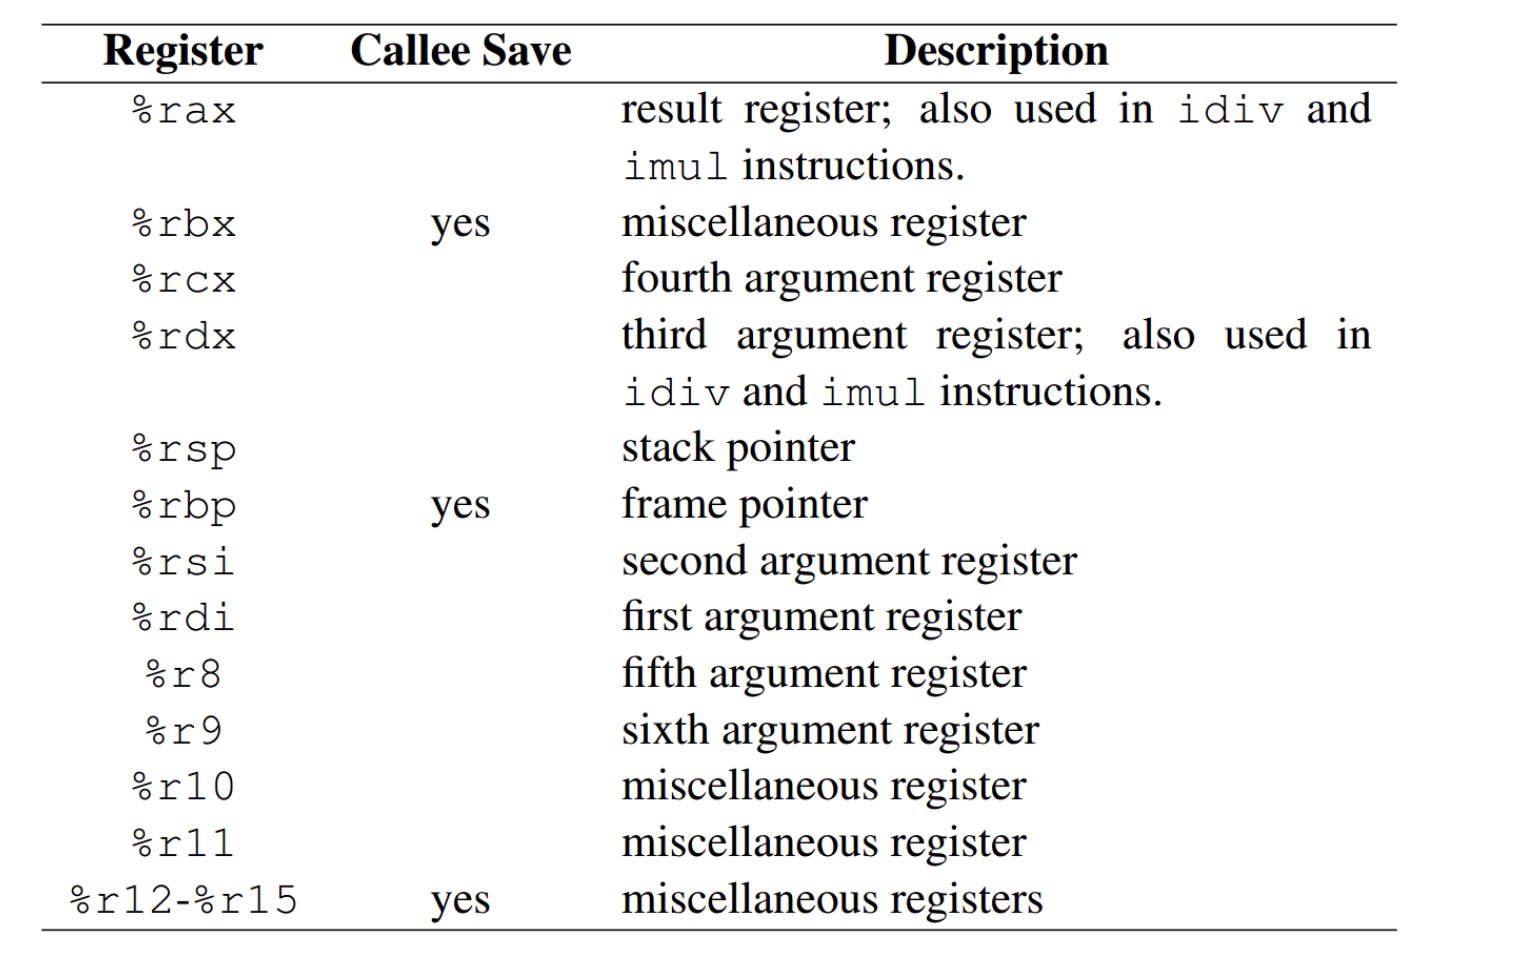 Register Callee Save Description
%rax result register; also used in idiv and
imul instructions.
%rbx yes miscellaneous register
%rcx fourth argument register
%rdx third argument register; also used in
idiv and imul instructions.
%rsp stack pointer
%rbp yes frame pointer
%rsi second argument register
%rdi first argument register
%r8 fifth argument register
%r9 sixth argument register
%r10 miscellaneous register
%r11 miscellaneous register
%r12-%r15 yes miscellaneous registers